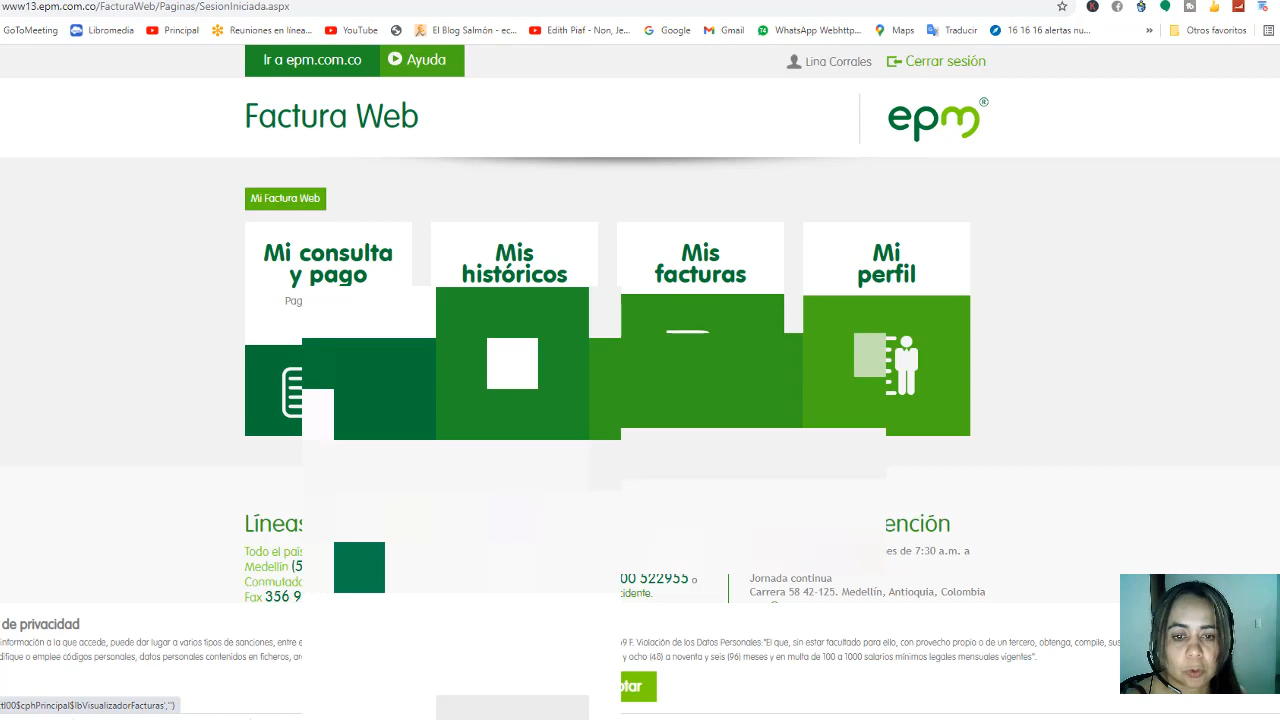 www13.epm.com.co/FacturaWeb/Paginas/SesionIniciada.aspx
GoToMeeting Libromedia Principal Reuniones en línea... YouTube El Blog Salmón - ec... Edith Piaf - Non, Je... Google Gmail WhatsApp Webhttp... Maps Traducir 16 16 16 alertas nu... » Otros favoritos
Ir a epm.com.co Ayuda Lina Corrales Cerrar sesión
Factura Web epm®
Mi Factura Web
Mi consulta
y pago
Mis
históricos
Mis
facturas
Mi
perfil
Pag
Líneas
Todo el país
Medellín (5
Conmutado
Fax 356 9
00 522955 o
cidente.
ención
es de 7:30 a.m. a
Jornada continua
Carrera 58 42-125. Medellín, Antioquia, Colombia
de privacidad
información a la que accede, puede dar lugar a varios tipos de sanciones, entre e
difique o emplee códigos personales, datos personales contenidos en ficheros, ar
69 F. Violación de los Datos Personales:"El que, sin estar facultado para ello, con provecho propio o de un tercero, obtenga, compile, sus
y ocho (48) a noventa y seis (96) meses y en multa de 100 a 1000 salarios mínimos legales mensuales vigentes".
ptar
ctl00$cphPrincipal$lbVisualizadorFacturas','')